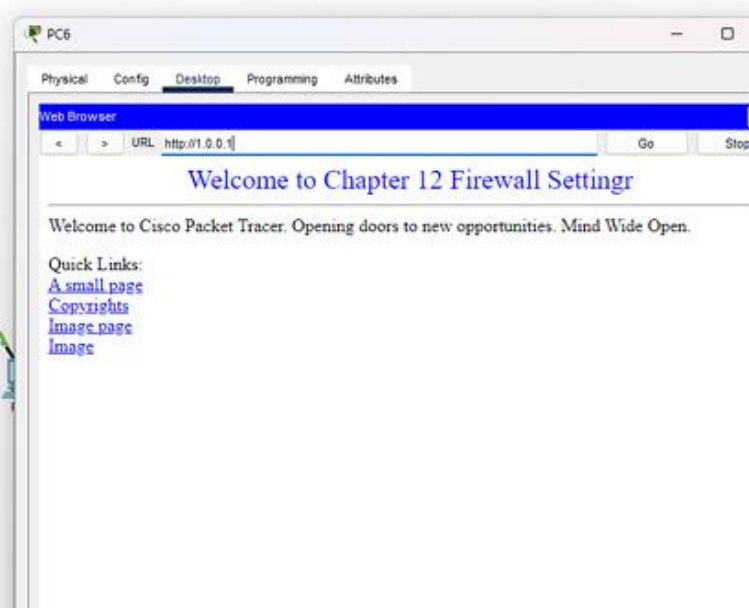 PC6
Physical Config Desktop Programming Attributes
Web Browser
< > URL http://1.0.0.1 Go Stop
Welcome to Chapter 12 Firewall Settingr
Welcome to Cisco Packet Tracer. Opening doors to new opportunities. Mind Wide Open.
Quick Links:
A small page
Copyrights
Image page
Image